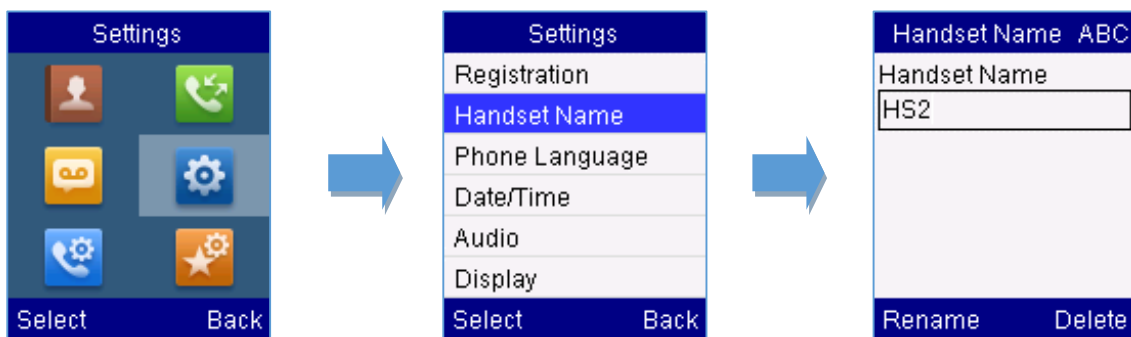 Settings
Select Back
Settings
Registration
Handset Name
Phone Language
Date/Time
Audio
Display
Select Back
Handset Name ABC
Handset Name
HS2
Rename Delete